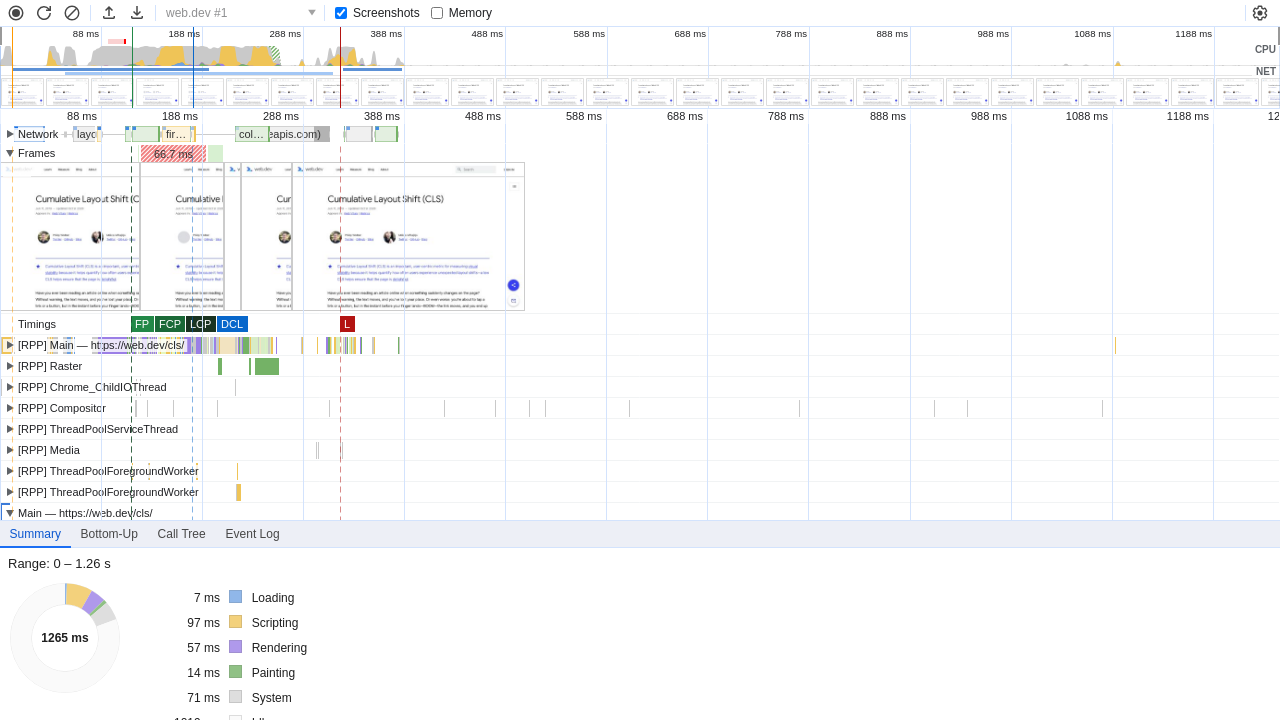 web.dev #1 Screenshots Memory
88 ms 188 ms 288 ms 388 ms 488 ms 588 ms 688 ms 788 ms 888 ms 988 ms 1088 ms 1188 ms
CPU
NET
88 ms 188 ms 288 ms 388 ms 488 ms 588 ms 688 ms 788 ms 888 ms 988 ms 1088 ms 1188 ms 12
Network layc fir… col… eapis.com)
Frames 66.7 ms
Cumulative Layout Shift (C Cumulative Cur Cumulative Layout Shift (CLS)
Timings FP FCP LCP DCL L
[RPP] Main — https://web.dev/cls/
[RPP] Raster
[RPP] Chrome_ChildIOThread
[RPP] Compositor
[RPP] ThreadPoolServiceThread
[RPP] Media
[RPP] ThreadPoolForegroundWorker
[RPP] ThreadPoolForegroundWorker
Main — https://web.dev/cls/
Summary Bottom-Up Call Tree Event Log
Range: 0 – 1.26 s
1265 ms
7 ms Loading
97 ms Scripting
57 ms Rendering
14 ms Painting
71 ms System